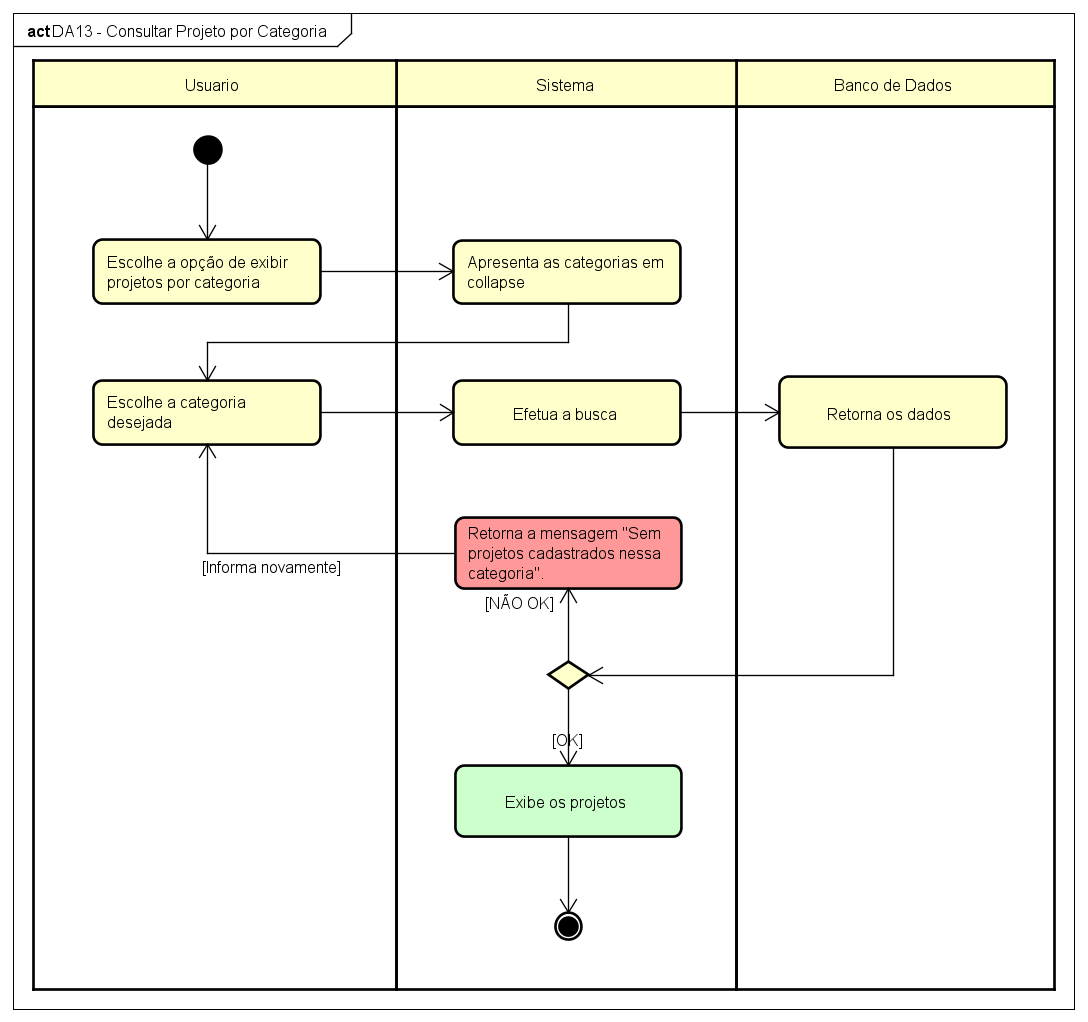 act DA13 - Consultar Projeto por Categoria
Usuario
Sistema
Banco de Dados
Escolhe a opção de exibir
projetos por categoria
Apresenta as categorias em
collapse
Escolhe a categoria
desejada
Efetua a busca
Retorna os dados
Retorna a mensagem "Sem
projetos cadastrados nessa
categoria".
[Informa novamente]
[NÃO OK]
[OK]
Exibe os projetos